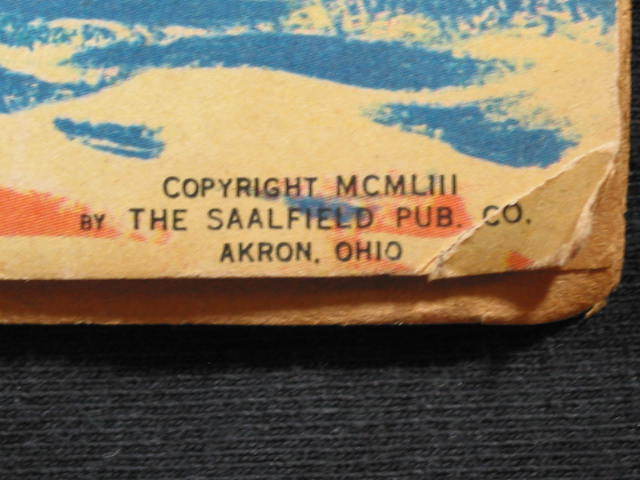 COPYRIGHT MCMLIII
BY THE SAALFIELD PUB. CO.
AKRON, OHIO